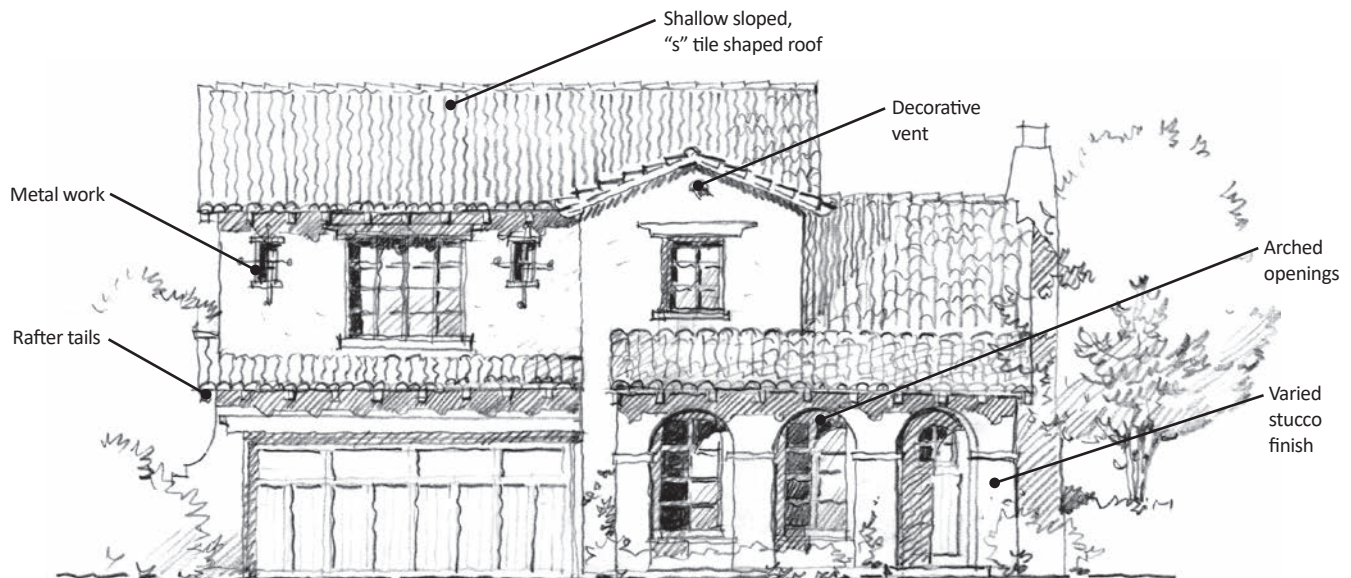 Shallow sloped,
“s” tile shaped roof
Decorative
vent
Metal work
Arched
openings
Rafter tails
Varied
stucco
finish